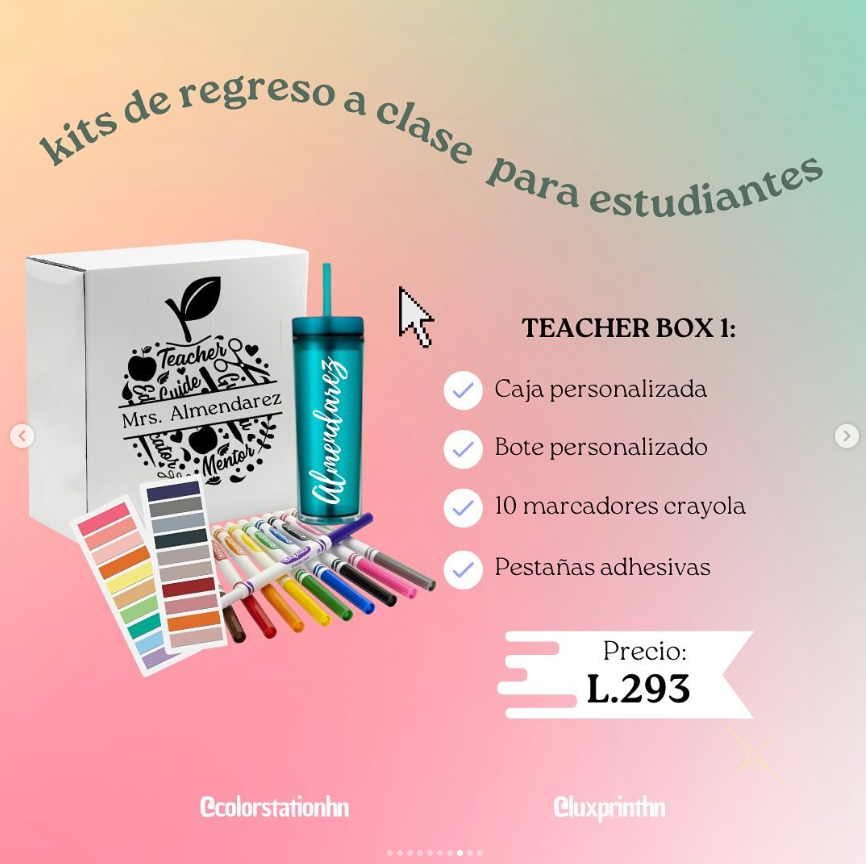 kits de regreso a clase para estudiantes
Teacher
Guide
Mrs. Almendarez
Mentor
Almendarez
TEACHER BOX 1:
Caja personalizada
Bote personalizado
10 marcadores crayola
Pestañas adhesivas
Precio:
L.293
@colorstationhn
@luxprinthn